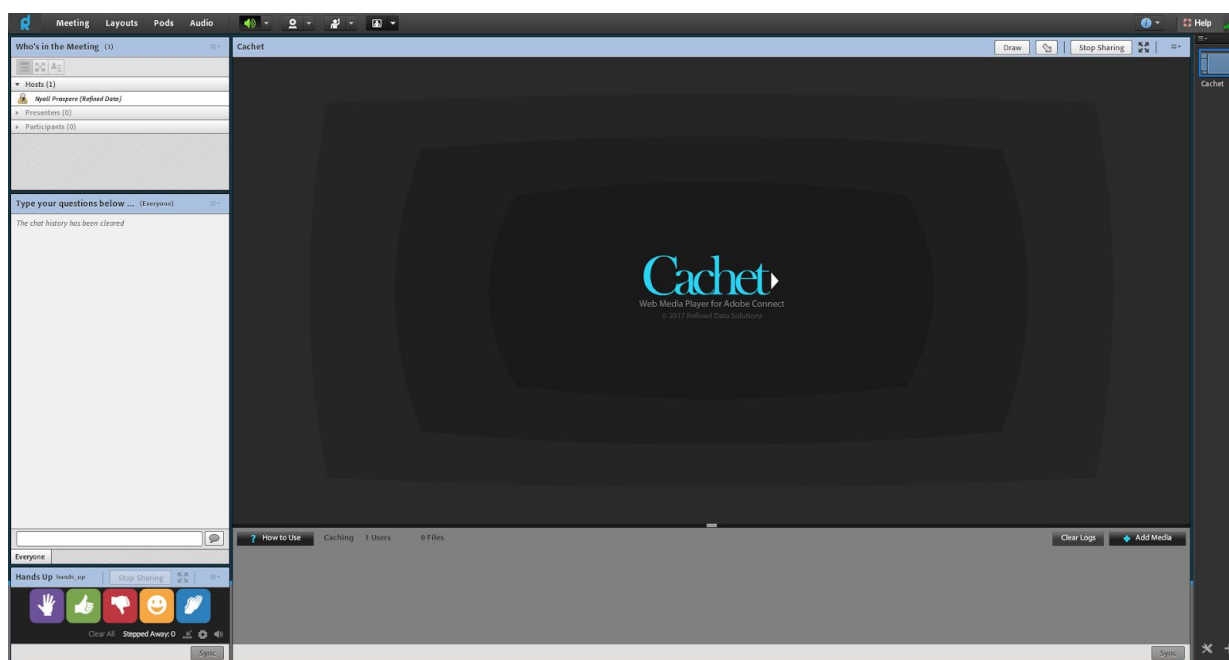 Meeting Layouts Pods Audio
Help
Who's in the Meeting (1)
Hosts (1)
Nyall Prospere (Refined Data)
Presenters (0)
Participants (0)
Type your questions below ... (Everyone)
The chat history has been cleared
Everyone
Hands Up hands_up Stop Sharing
Clear All Stepped Away: 0
Sync
Cachet
Draw Stop Sharing
Cachet
Web Media Player for Adobe Connect
© 2017 Refined Data Solutions
? How to Use Caching 1 Users 0 Files Clear Logs Add Media
Sync
Cachet